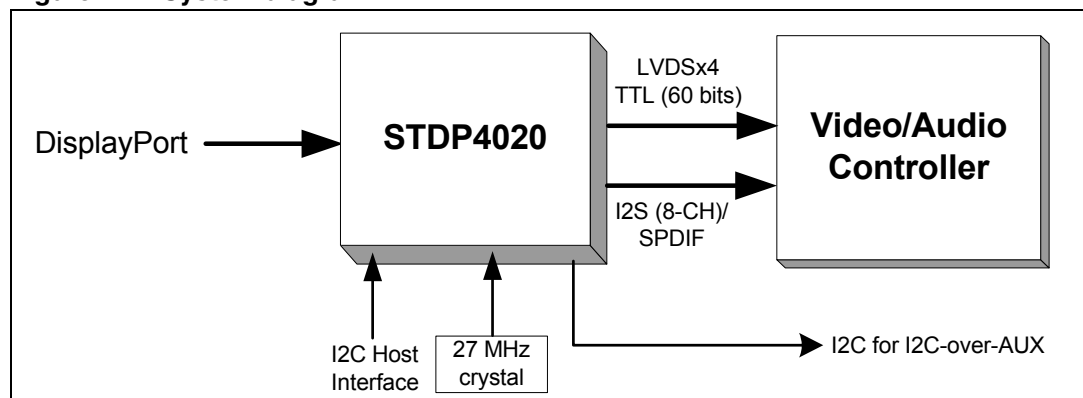 DisplayPort
STDP4020
LVDSx4
TTL (60 bits)
I2S (8-CH)/
SPDIF
Video/Audio
Controller
I2C Host
Interface
27 MHz
crystal
I2C for I2C-over-AUX